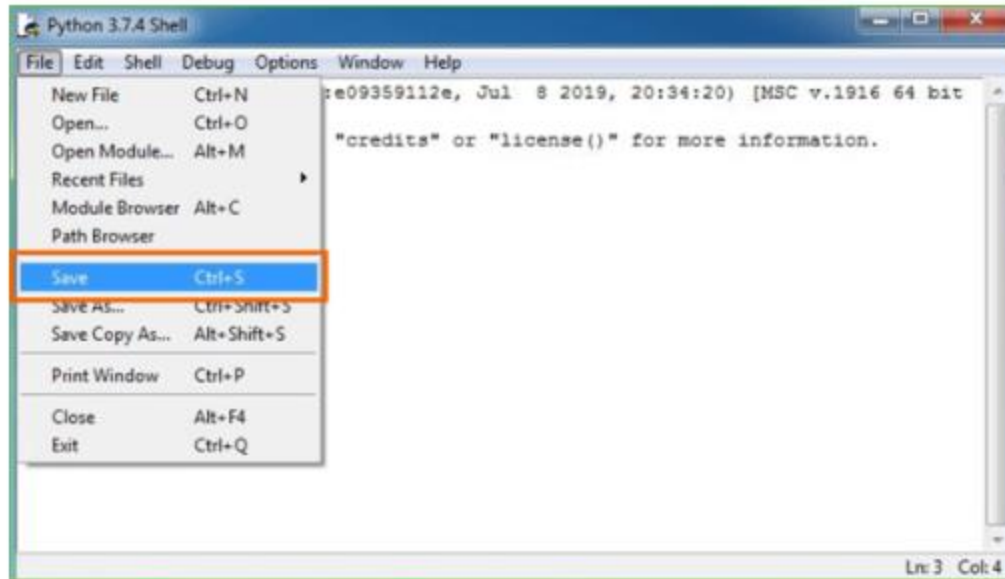 Python 3.7.4 Shell
File Edit Shell Debug Options Window Help
New File Ctrl+N
Open... Ctrl+O
Open Module... Alt+M
Recent Files
Module Browser Alt+C
Path Browser
Save Ctrl+S
Save As... Ctrl+Shift+S
Save Copy As... Alt+Shift+S
Print Window Ctrl+P
Close Alt+F4
Exit Ctrl+Q
:e09359112e, Jul 8 2019, 20:34:20) [MSC v.1916 64 bit
"credits" or "license()" for more information.
Ln: 3 Col: 4